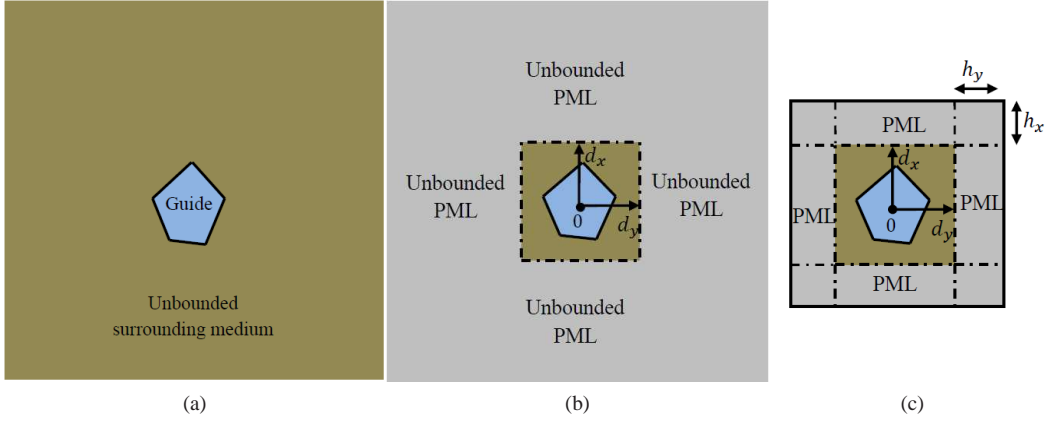 Guide
Unbounded
surrounding medium
(a)
Unbounded
PML
Unbounded
PML
Unbounded
PML
d_x
0
d_y
Unbounded
PML
(b)
h_y
h_x
PML
d_x
PML
PML
0
d_y
PML
(c)